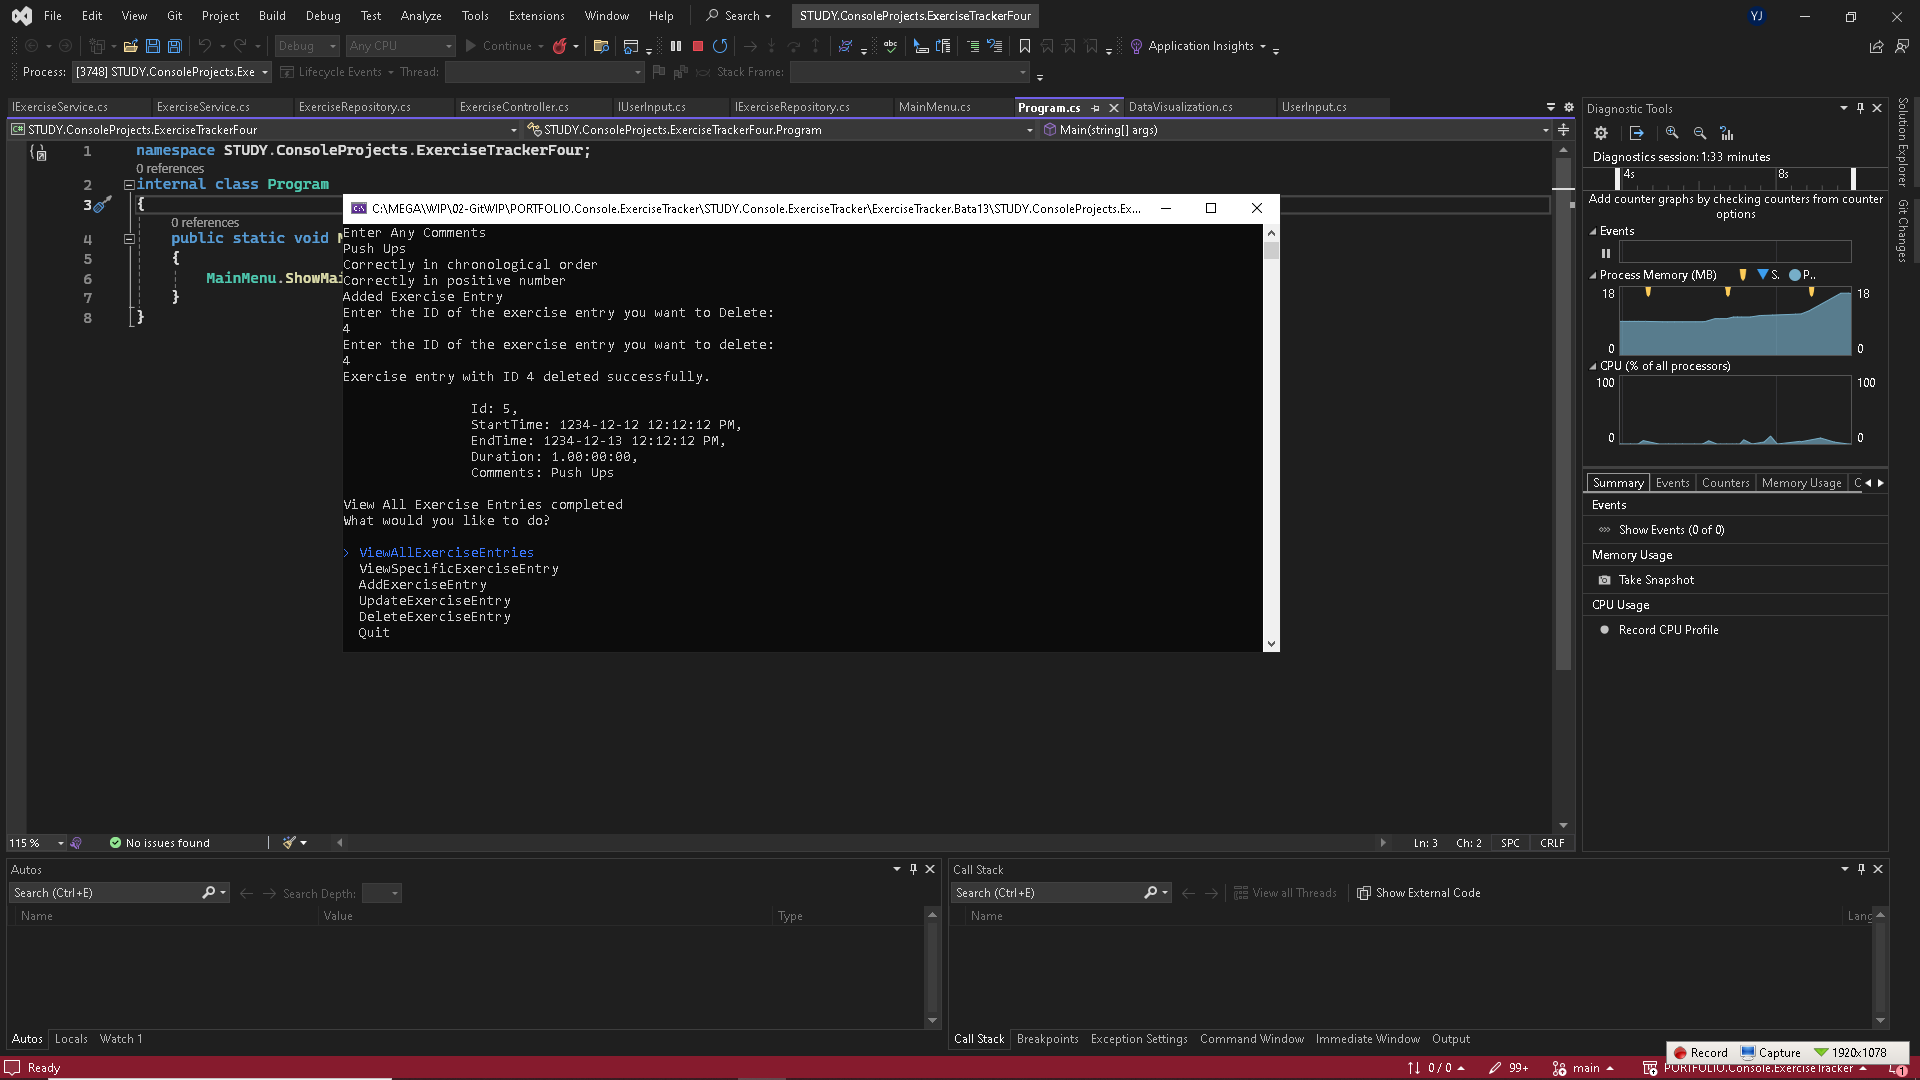 File Edit View Git Project Build Debug Test Analyze Tools Extensions Window Help Search STUDY.ConsoleProjects.ExerciseTrackerFour YJ
Debug Any CPU Continue Application Insights
Process: [3748] STUDY.ConsoleProjects.Exe Lifecycle Events Thread: Stack Frame:
IExerciseService.cs ExerciseService.cs ExerciseRepository.cs ExerciseController.cs IUserInput.cs IExerciseRepository.cs MainMenu.cs Program.cs DataVisualization.cs UserInput.cs
STUDY.ConsoleProjects.ExerciseTrackerFour STUDY.ConsoleProjects.ExerciseTrackerFour.Program Main(string[] args)
1 namespace STUDY.ConsoleProjects.ExerciseTrackerFour;
0 references
2 internal class Program
3 {
0 references
4 public static void
5 {
6 MainMenu.ShowMai
7 }
8 }
C:\MEGA\WIP\02-GitWIP\PORTFOLIO.Console.ExerciseTracker\STUDY.Console.ExerciseTracker\ExerciseTracker.Bata13\STUDY.ConsoleProjects.Ex...
Enter Any Comments
Push Ups
Correctly in chronological order
Correctly in positive number
Added Exercise Entry
Enter the ID of the exercise entry you want to Delete:
4
Enter the ID of the exercise entry you want to delete:
4
Exercise entry with ID 4 deleted successfully.
Id: 5,
StartTime: 1234-12-12 12:12:12 PM,
EndTime: 1234-12-13 12:12:12 PM,
Duration: 1.00:00:00,
Comments: Push Ups
View All Exercise Entries completed
What would you like to do?
> ViewAllExerciseEntries
ViewSpecificExerciseEntry
AddExerciseEntry
UpdateExerciseEntry
DeleteExerciseEntry
Quit
Diagnostic Tools
Diagnostics session: 1:33 minutes
4s 8s
Add counter graphs by checking counters from counter
options
Events
Process Memory (MB) S. P..
18 18
0 0
CPU (% of all processors)
100 100
0 0
Summary Events Counters Memory Usage C
Events
Show Events (0 of 0)
Memory Usage
Take Snapshot
CPU Usage
Record CPU Profile
Solution Explorer
Git Changes
115 % No issues found Ln: 3 Ch: 2 SPC CRLF
Autos
Search (Ctrl+E) Search Depth:
Name Value Type
Autos Locals Watch 1
Call Stack
Search (Ctrl+E) View all Threads Show External Code
Name Lang
Call Stack Breakpoints Exception Settings Command Window Immediate Window Output
Record Capture 1920x1078
Ready 0 / 0 99+ main PORTFOLIO.Console.ExerciseTracker 1